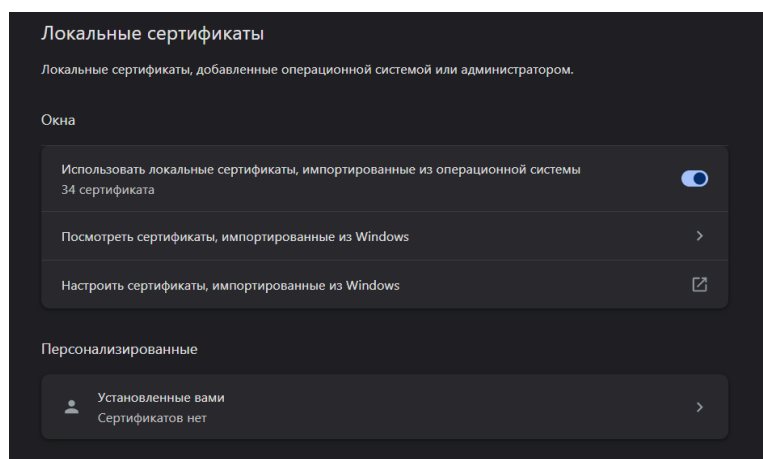 Локальные сертификаты
Локальные сертификаты, добавленные операционной системой или администратором.
Окна
Использовать локальные сертификаты, импортированные из операционной системы
34 сертификата
Посмотреть сертификаты, импортированные из Windows
Настроить сертификаты, импортированные из Windows
Персонализированные
Установленные вами
Сертификатов нет